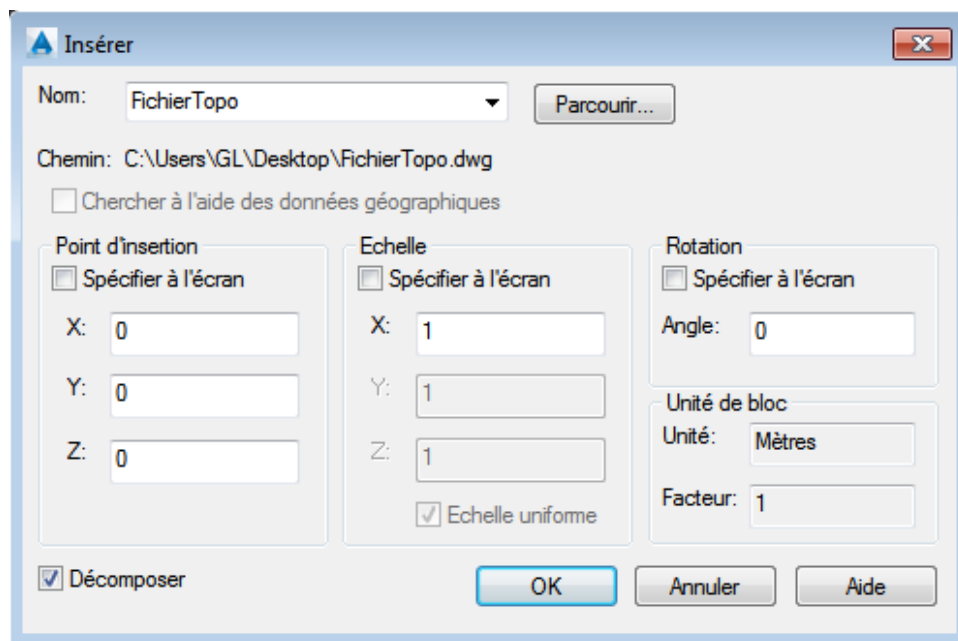 Insérer
Nom: FichierTopo Parcourir...
Chemin: C:\Users\GL\Desktop\FichierTopo.dwg
Chercher à l'aide des données géographiques
Point d'insertion
Spécifier à l'écran
X: 0
Y: 0
Z: 0
Echelle
Spécifier à l'écran
X: 1
Y: 1
Z: 1
Echelle uniforme
Rotation
Spécifier à l'écran
Angle: 0
Unité de bloc
Unité: Mètres
Facteur: 1
Décomposer
OK Annuler Aide